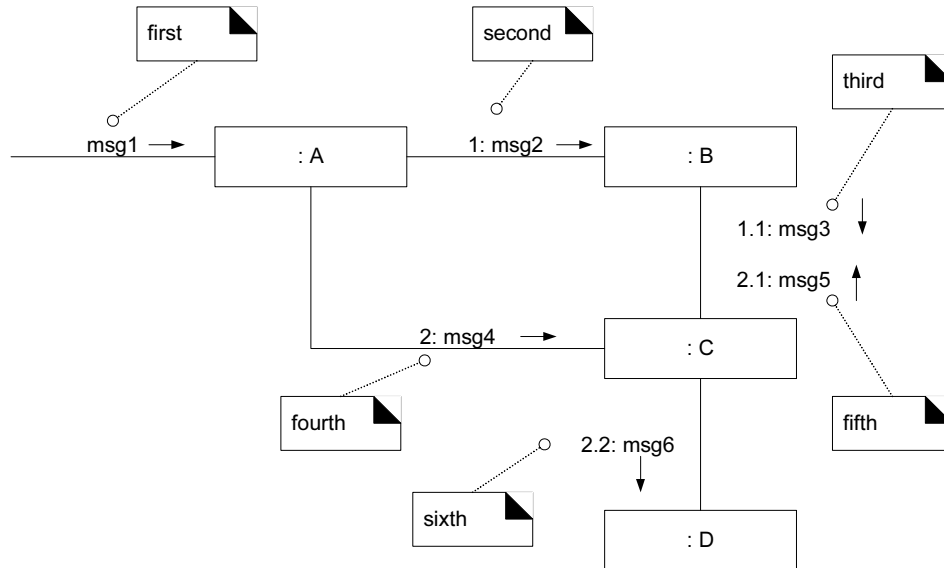 first
second
third
msg1
: A
1: msg2
: B
1.1: msg3
2.1: msg5
2: msg4
: C
fourth
fifth
2.2: msg6
sixth
: D